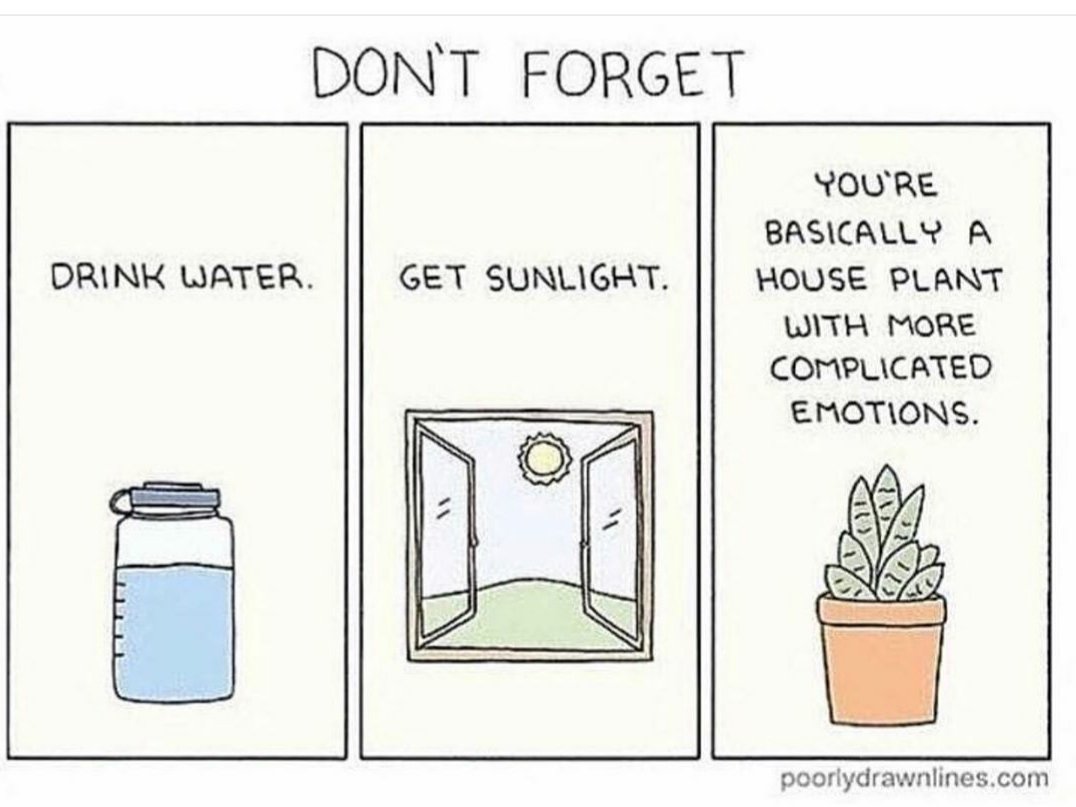 DON'T FORGET
DRINK WATER.
GET SUNLIGHT.
YOU'RE
BASICALLY A
HOUSE PLANT
WITH MORE
COMPLICATED
EMOTIONS.
poorlydrawnlines.com